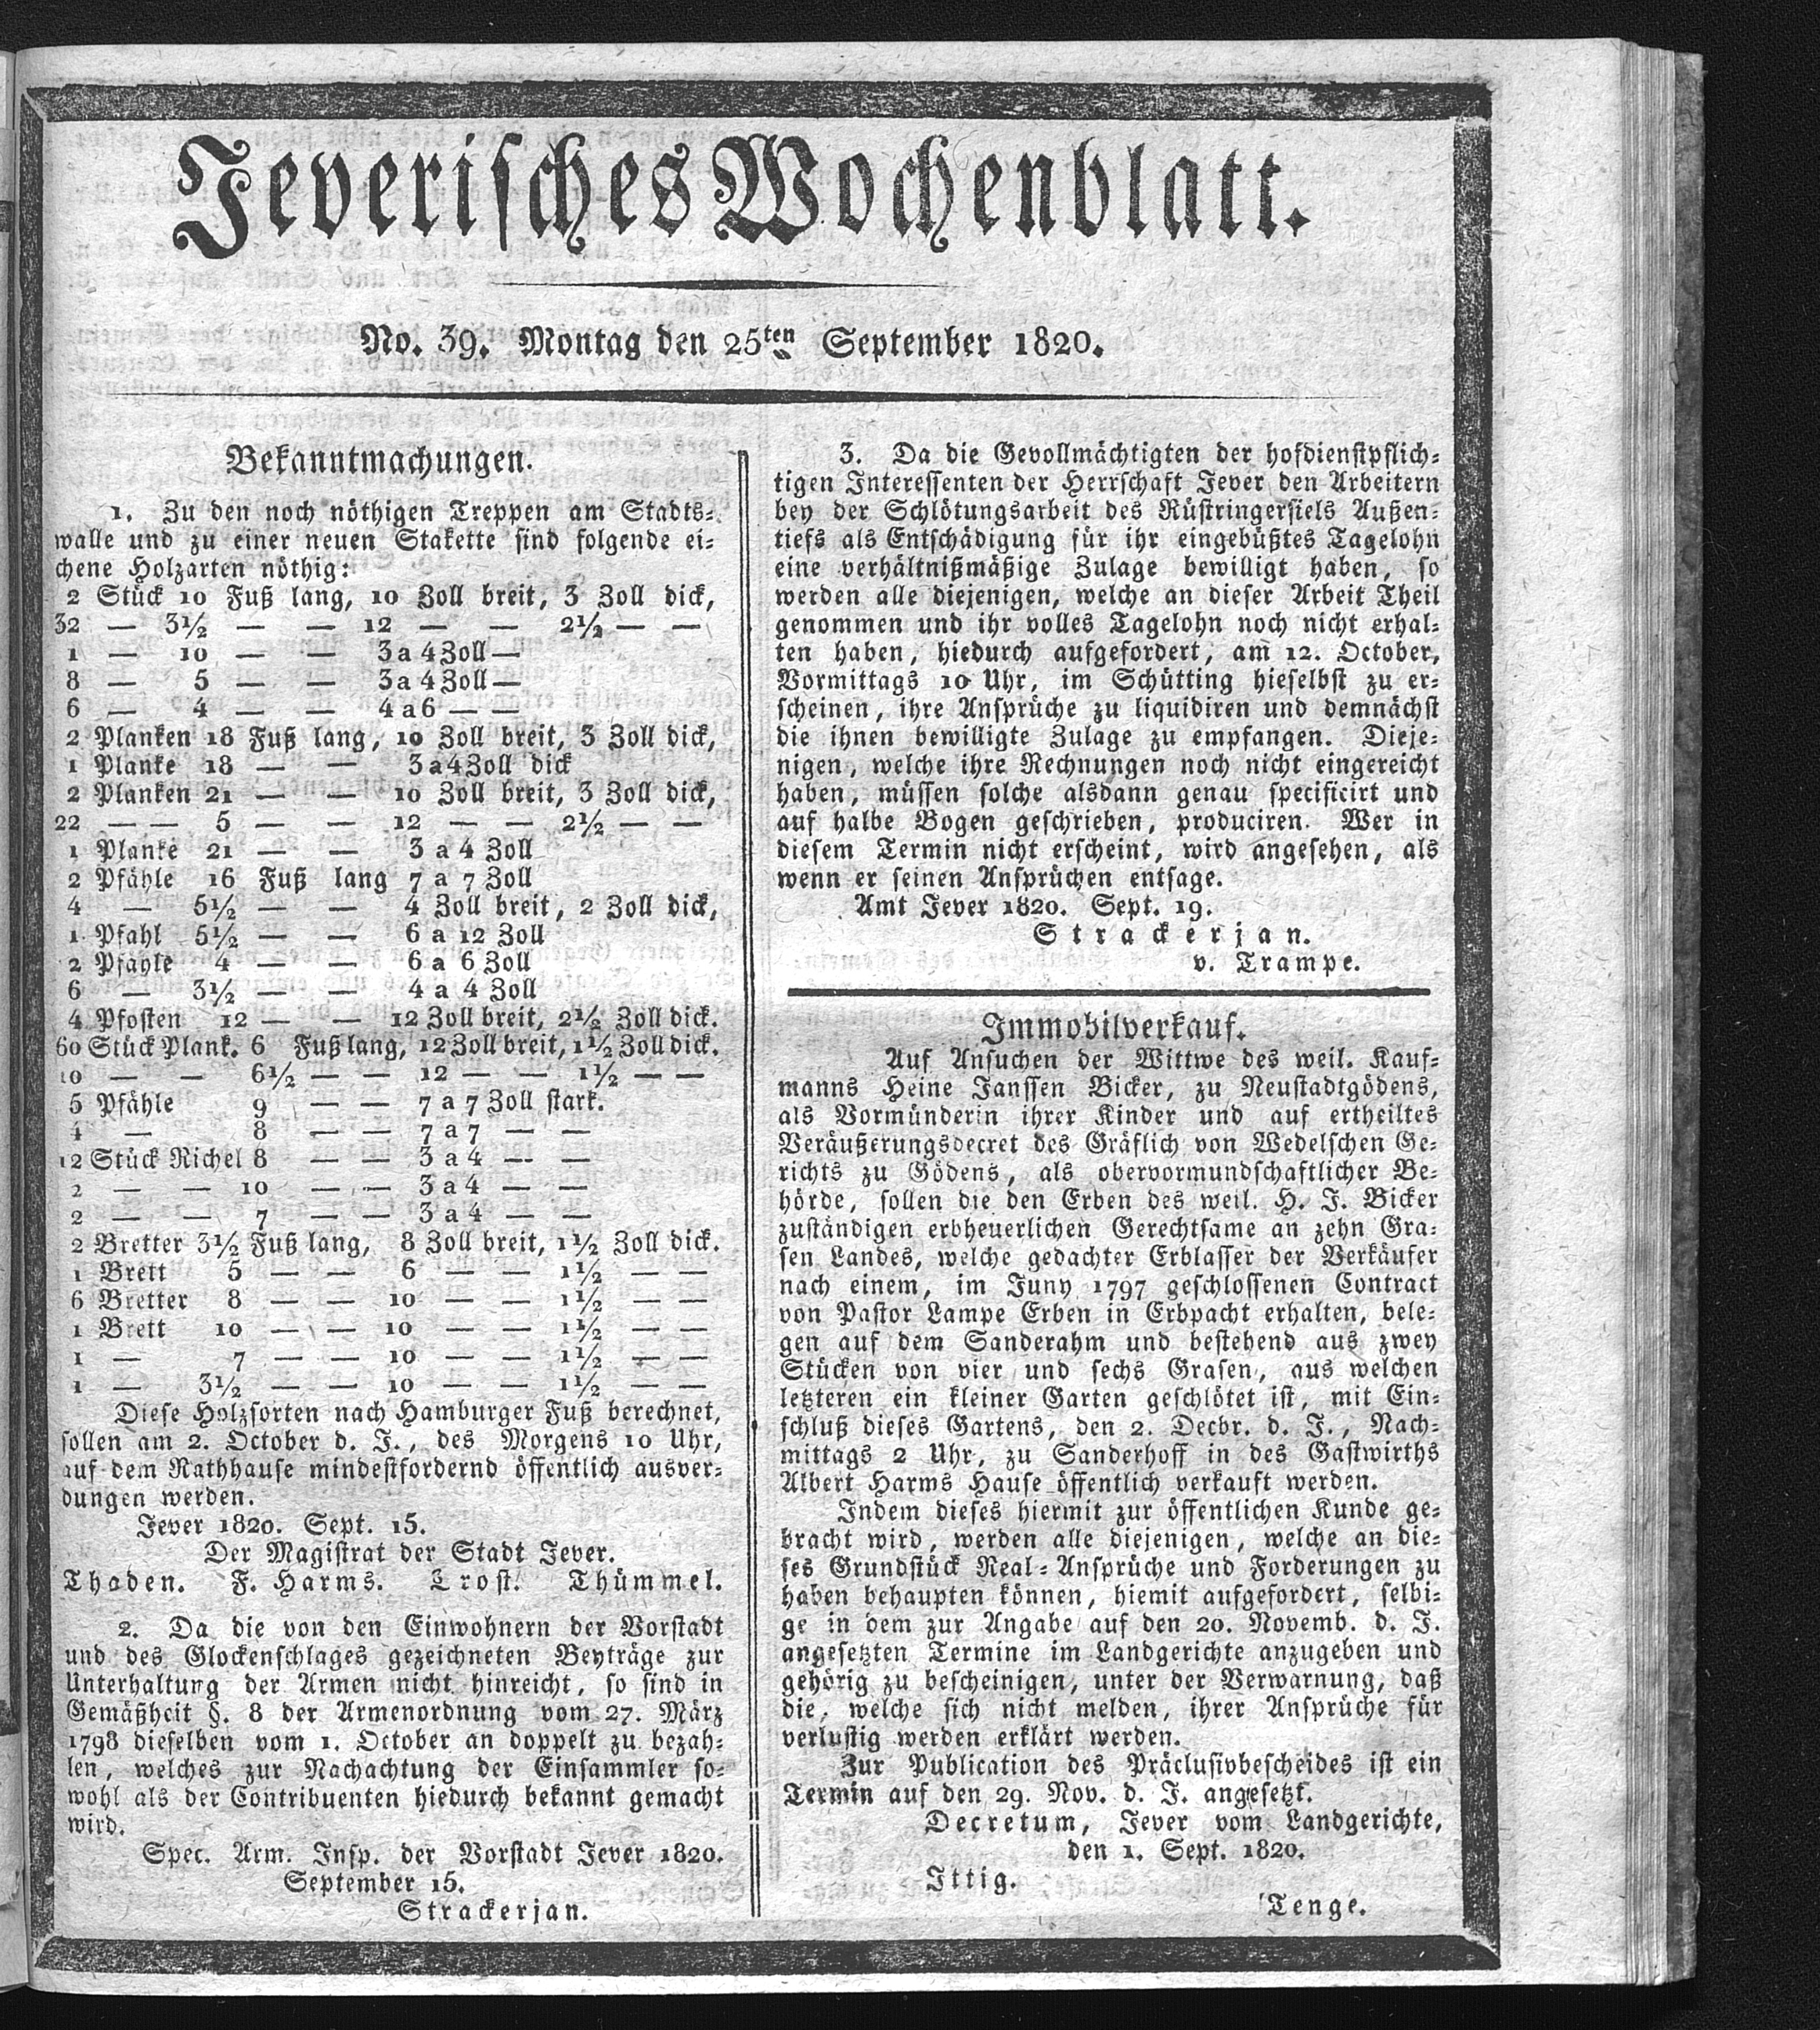 Jeverisches Wochenblatt.
No. 39. Montag den 25ten September 1820.
Bekanntmachungen.
1. Zu den noch nöthigen Treppen am Stadts-
walle und zu einer neuen Stakette sind folgende ei-
chene Holzarten nöthig:
2 Stück 10 Fuß lang, 10 Zoll breit, 3 Zoll dick,
32 — 3½ — — 12 — — 2½ — —
1 — 10 — — 3 a 4 Zoll —
8 — 5 — — 3 a 4 Zoll —
6 — 4 — — 4 a 6 — —
2 Planken 18 Fuß lang, 10 Zoll breit, 3 Zoll dick,
1 Planke 18 — — 3 a 4 Zoll dick
2 Planken 21 — — 10 Zoll breit, 3 Zoll dick,
22 — — 5 — — 12 — — 2½ — —
1 Planke 21 — — 3 a 4 Zoll
2 Pfähle 16 Fuß lang 7 a 7 Zoll
4 — 5½ — — 4 Zoll breit, 2 Zoll dick,
1 Pfahl 5½ — — 6 a 12 Zoll
2 Pfähle 4 — — 6 a 6 Zoll
6 — 3½ — — 4 a 4 Zoll
4 Pfosten 12 — — 12 Zoll breit, 2½ Zoll dick.
60 Stück Plank. 6 Fuß lang, 12 Zoll breit, 1½ Zoll dick.
10 — — 6½ — — 12 — — 1½ — —
5 Pfähle 9 — — 7 a 7 Zoll stark.
4 — 8 — — 7 a 7 — —
12 Stück Richel 8 — — 3 a 4 — —
2 — — 10 — — 3 a 4 — —
2 — — 7 — — 3 a 4 — —
2 Bretter 3½ Fuß lang, 8 Zoll breit, 1½ Zoll dick.
1 Brett 5 — — 6 — — 1½ — —
6 Bretter 8 — — 10 — — 1½ — —
1 Brett 10 — — 10 — — 1½ — —
1 — 7 — — 10 — — 1½ — —
1 — 3½ — — 10 — — 1½ — —
Diese Holzsorten nach Hamburger Fuß berechnet,
sollen am 2. October d. J., des Morgens 10 Uhr,
auf dem Rathhause mindestfordernd öffentlich ausver-
dungen werden.
Jever 1820. Sept. 15.
Der Magistrat der Stadt Jever.
Thaden. F. Harms. Trost. Thümmel.
2. Da die von den Einwohnern der Vorstadt
und des Glockenschlages gezeichneten Beyträge zur
Unterhaltung der Armen nicht hinreicht, so sind in
Gemäßheit §. 8 der Armenordnung vom 27. März
1798 dieselben vom 1. October an doppelt zu bezah-
len, welches zur Nachachtung der Einsammler so-
wohl als der Contribuenten hiedurch bekannt gemacht
wird.
Spec. Arm. Insp. der Vorstadt Jever 1820.
September 15.
Strackerjan.
3. Da die Gevollmächtigten der hofdienstpflich-
tigen Interessenten der Herrschaft Jever den Arbeitern
bey der Schlötungsarbeit des Rüstringersiels Außen-
tiefs als Entschädigung für ihr eingebüßtes Tagelohn
eine verhältnißmäßige Zulage bewilligt haben, so
werden alle diejenigen, welche an dieser Arbeit Theil
genommen und ihr volles Tagelohn noch nicht erhal-
ten haben, hiedurch aufgefordert, am 12. October,
Vormittags 10 Uhr, im Schütting hieselbst zu er-
scheinen, ihre Ansprüche zu liquidiren und demnächst
die ihnen bewilligte Zulage zu empfangen. Dieje-
nigen, welche ihre Rechnungen noch nicht eingereicht
haben, müssen solche alsdann genau specificirt und
auf halbe Bogen geschrieben, produciren. Wer in
diesem Termin nicht erscheint, wird angesehen, als
wenn er seinen Ansprüchen entsage.
Amt Jever 1820. Sept. 19.
Strackerjan.
v. Trampe.
Immobilverkauf.
Auf Ansuchen der Wittwe des weil. Kauf-
manns Heine Janssen Bicker, zu Neustadtgödens,
als Vormünderin ihrer Kinder und auf ertheiltes
Veräußerungsdecret des Gräflich von Wedelschen Ge-
richts zu Gödens, als obervormundschaftlicher Be-
hörde, sollen die den Erben des weil. H. J. Bicker
zuständigen erbheuerlichen Gerechtsame an zehn Gra-
sen Landes, welche gedachter Erblasser der Verkäufer
nach einem, im Juny 1797 geschlossenen Contract
von Pastor Lampe Erben in Erbpacht erhalten, bele-
gen auf dem Sanderahm und bestehend aus zwey
Stücken von vier und sechs Grasen, aus welchen
letzteren ein kleiner Garten geschlötet ist, mit Ein-
schluß dieses Gartens, den 2. Decbr. d. J., Nach-
mittags 2 Uhr, zu Sanderhoff in des Gastwirths
Albert Harms Hause öffentlich verkauft werden.
Indem dieses hiermit zur öffentlichen Kunde ge-
bracht wird, werden alle diejenigen, welche an die-
ses Grundstück Real-Ansprüche und Forderungen zu
haben behaupten können, hiemit aufgefordert, selbi-
ge in dem zur Angabe auf den 20. Novemb. d. J.
angesetzten Termine im Landgerichte anzugeben und
gehörig zu bescheinigen, unter der Verwarnung, daß
die, welche sich nicht melden, ihrer Ansprüche für
verlustig werden erklärt werden.
Zur Publication des Präclusivbescheides ist ein
Termin auf den 29. Nov. d. J. angesetzt.
Decretum, Jever vom Landgerichte,
den 1. Sept. 1820.
Ittig.
Tenge.